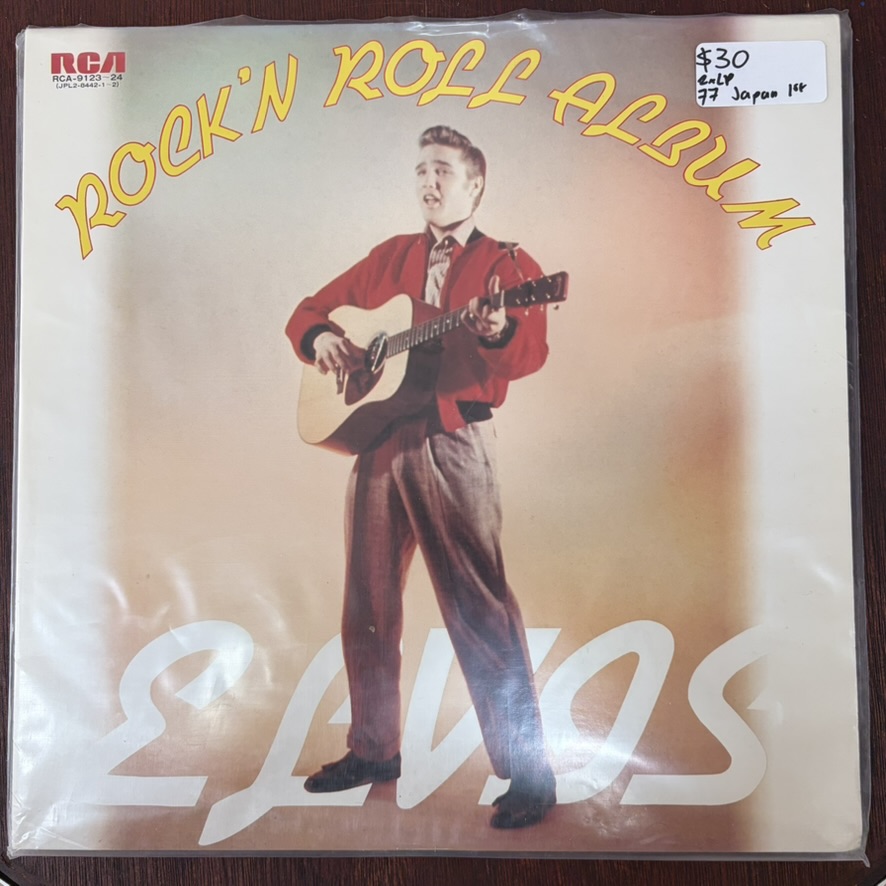 RCA
RCA-9123~24
(JPL2-8442-1~2)
ROCK'N ROLL ALBUM
$30
2xLP
77 Japan 1st
ELVIS